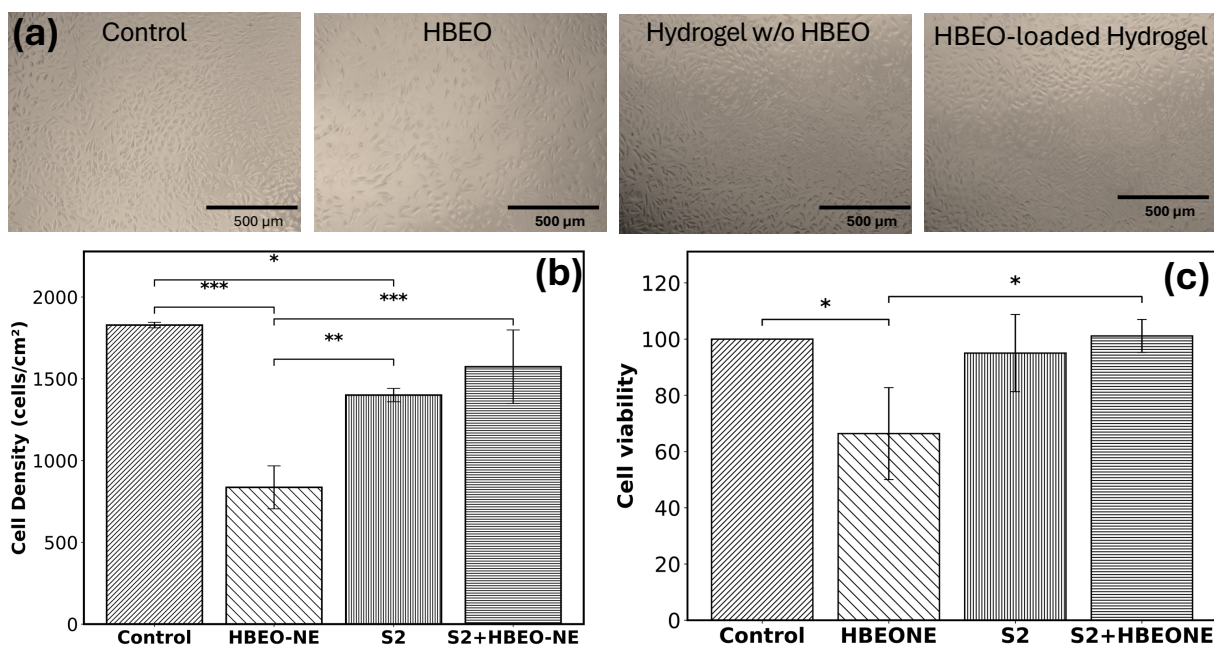 (a)
Control
HBEO
Hydrogel w/o HBEO
HBEO-loaded Hydrogel
500 µm
500 µm
500 µm
500 µm
(b)
*
***
***
**
Cell Density (cells/cm²)
2000
1500
1000
500
0
Control
HBEO-NE
S2
S2+HBEO-NE
(c)
*
*
Cell viability
120
100
80
60
40
20
0
Control
HBEONE
S2
S2+HBEONE